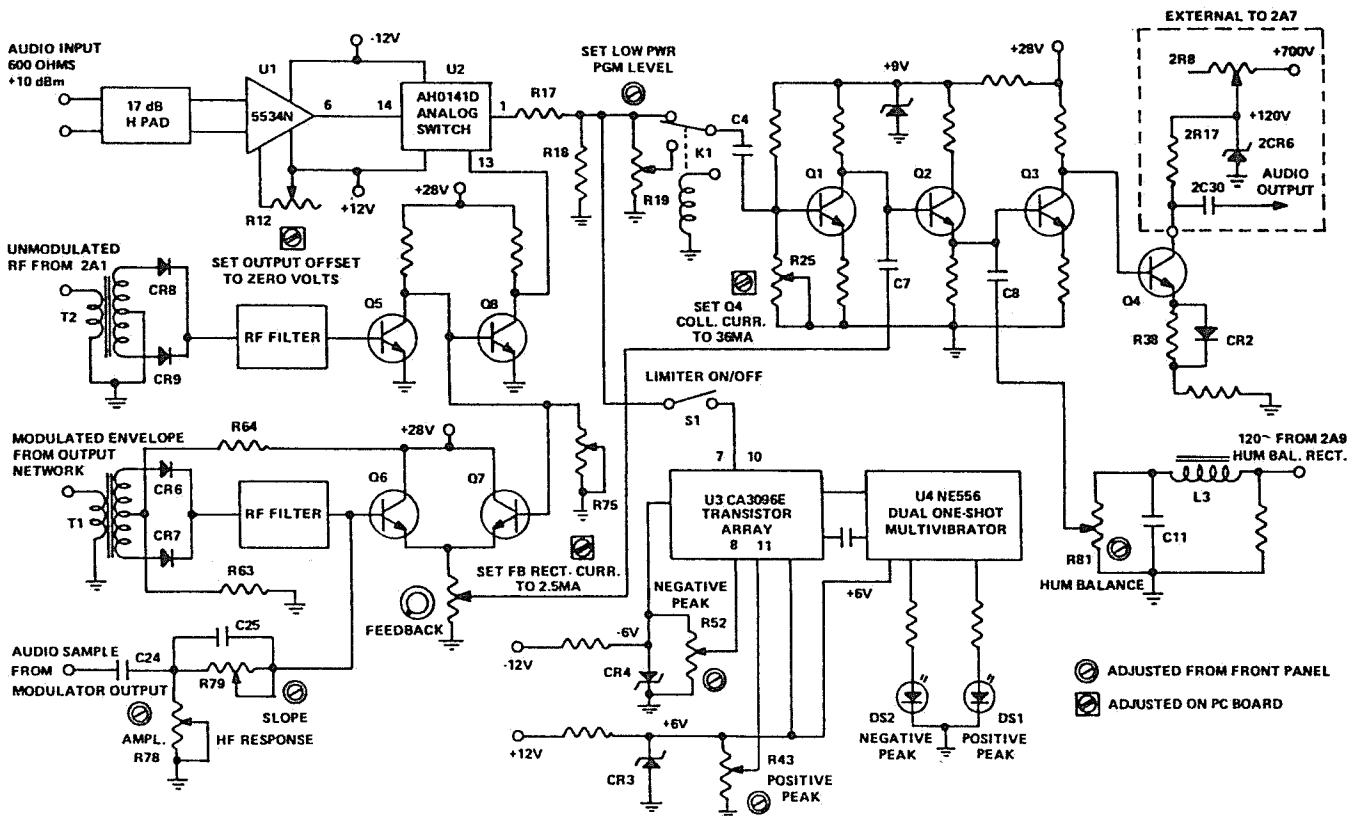 AUDIO INPUT
600 OHMS
+10 dBm
17 dB
H PAD
U1
5534N
6
-12V
+12V
R12
SET OUTPUT OFFSET
TO ZERO VOLTS
U2
14
AH0141D
ANALOG
SWITCH
1
13
R17
R18
SET LOW PWR
PGM LEVEL
R19
K1
C4
+9V
+28V
Q1
Q2
Q3
R25
SET Q4
COLL. CURR.
TO 36MA
C7
C8
EXTERNAL TO 2A7
2R8
+700V
+120V
2R17
2CR6
2C30
AUDIO
OUTPUT
Q4
R38
CR2
UNMODULATED
RF FROM 2A1
T2
CR8
CR9
RF FILTER
+28V
Q5
Q8
LIMITER ON/OFF
S1
MODULATED ENVELOPE
FROM OUTPUT
NETWORK
T1
R64
CR6
CR7
RF FILTER
R63
+28V
Q6
Q7
R75
SET FB RECT. CURR.
TO 2.5MA
FEEDBACK
7
10
U3 CA3096E
TRANSISTOR
ARRAY
8
11
U4 NE556
DUAL ONE-SHOT
MULTIVIBRATOR
+6V
120~ FROM 2A9
HUM BAL. RECT.
L3
C11
R81
HUM BALANCE
AUDIO SAMPLE
FROM
MODULATOR OUTPUT
C24
C25
R79
SLOPE
AMPL.
R78
HF RESPONSE
NEGATIVE
PEAK
R52
-6V
-12V
CR4
+12V
+6V
CR3
R43
POSITIVE
PEAK
DS2
NEGATIVE
PEAK
DS1
POSITIVE
PEAK
ADJUSTED FROM FRONT PANEL
ADJUSTED ON PC BOARD